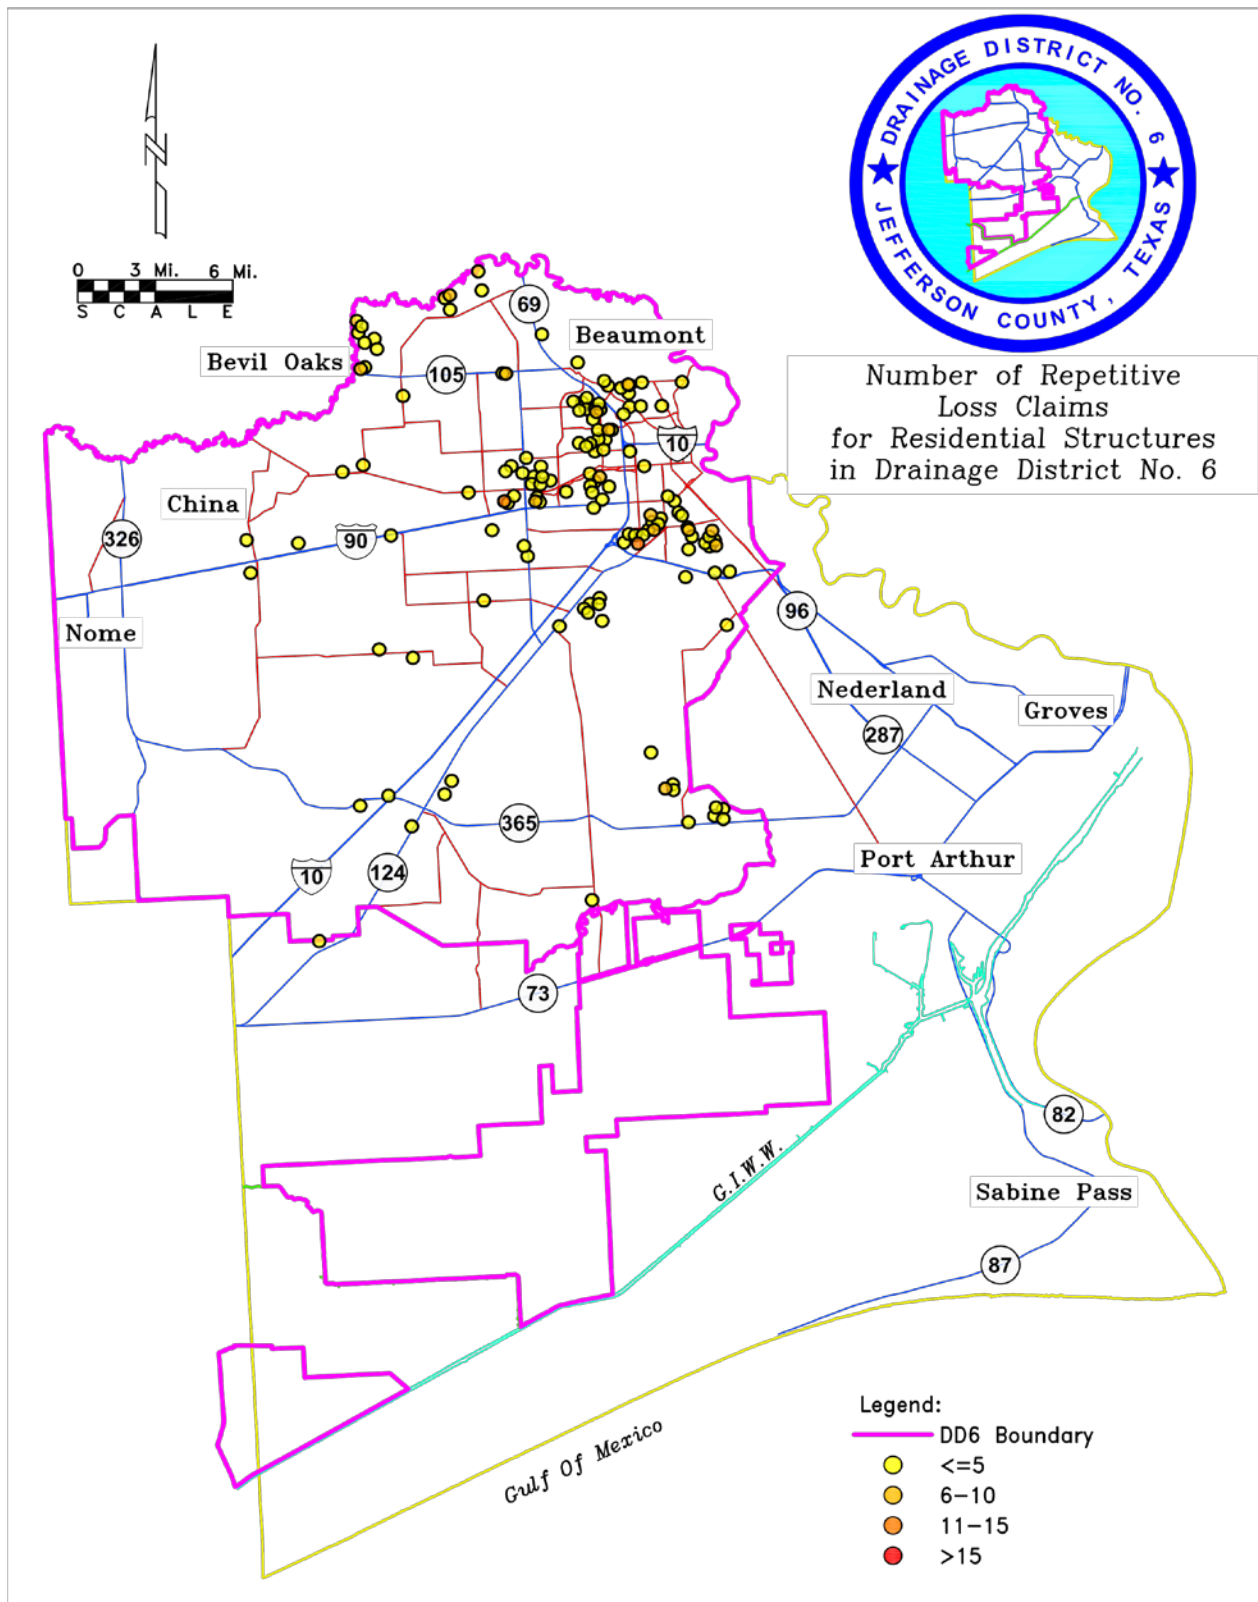 DRAINAGE DISTRICT NO. 6
JEFFERSON COUNTY, TEXAS
N
0 3 Mi. 6 Mi.
S C A L E
Number of Repetitive
Loss Claims
for Residential Structures
in Drainage District No. 6
69
Beaumont
Bevil Oaks
105
10
China
326
90
Nome
96
Nederland
Groves
287
365
Port Arthur
10
124
73
82
G.I.W.W.
Sabine Pass
87
Gulf Of Mexico
Legend:
DD6 Boundary
<=5
6-10
11-15
>15